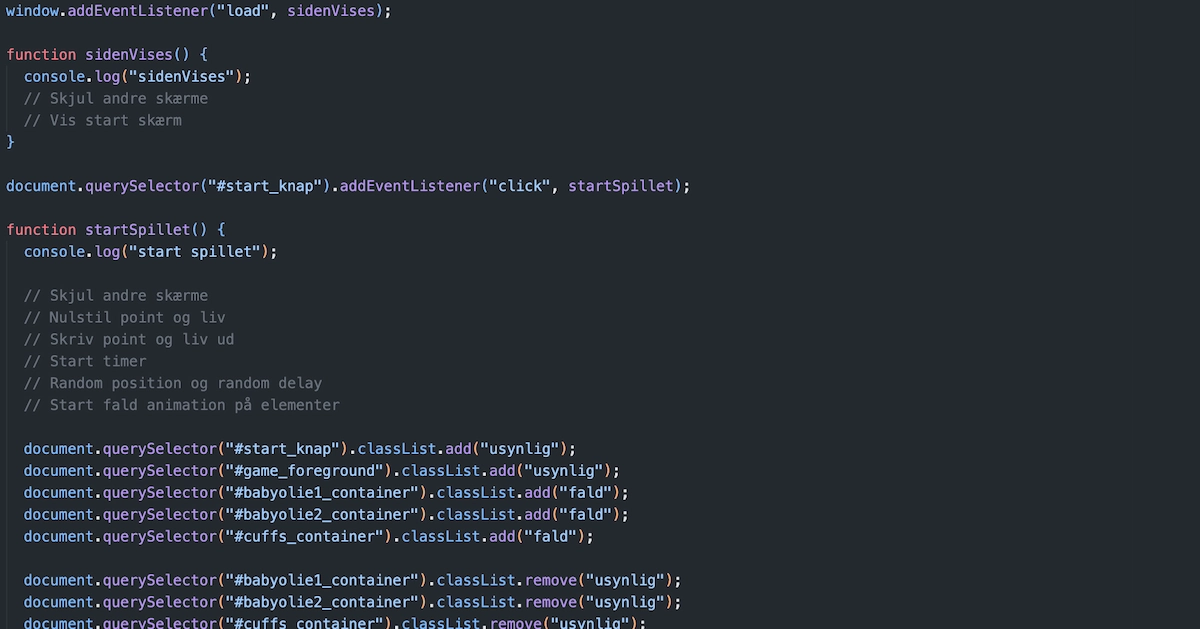 window.addEventListener("load", sidenVises);
function sidenVises() {
console.log("sidenVises");
// Skjul andre skærme
// Vis start skærm
}
document.querySelector("#start_knap").addEventListener("click", startSpillet);
function startSpillet() {
console.log("start spillet");
// Skjul andre skærme
// Nulstil point og liv
// Skriv point og liv ud
// Start timer
// Random position og random delay
// Start fald animation på elementer
document.querySelector("#start_knap").classList.add("usynlig");
document.querySelector("#game_foreground").classList.add("usynlig");
document.querySelector("#babyolie1_container").classList.add("fald");
document.querySelector("#babyolie2_container").classList.add("fald");
document.querySelector("#cuffs_container").classList.add("fald");
document.querySelector("#babyolie1_container").classList.remove("usynlig");
document.querySelector("#babyolie2_container").classList.remove("usynlig");
document.querySelector("#cuffs_container").classList.remove("usynlig");